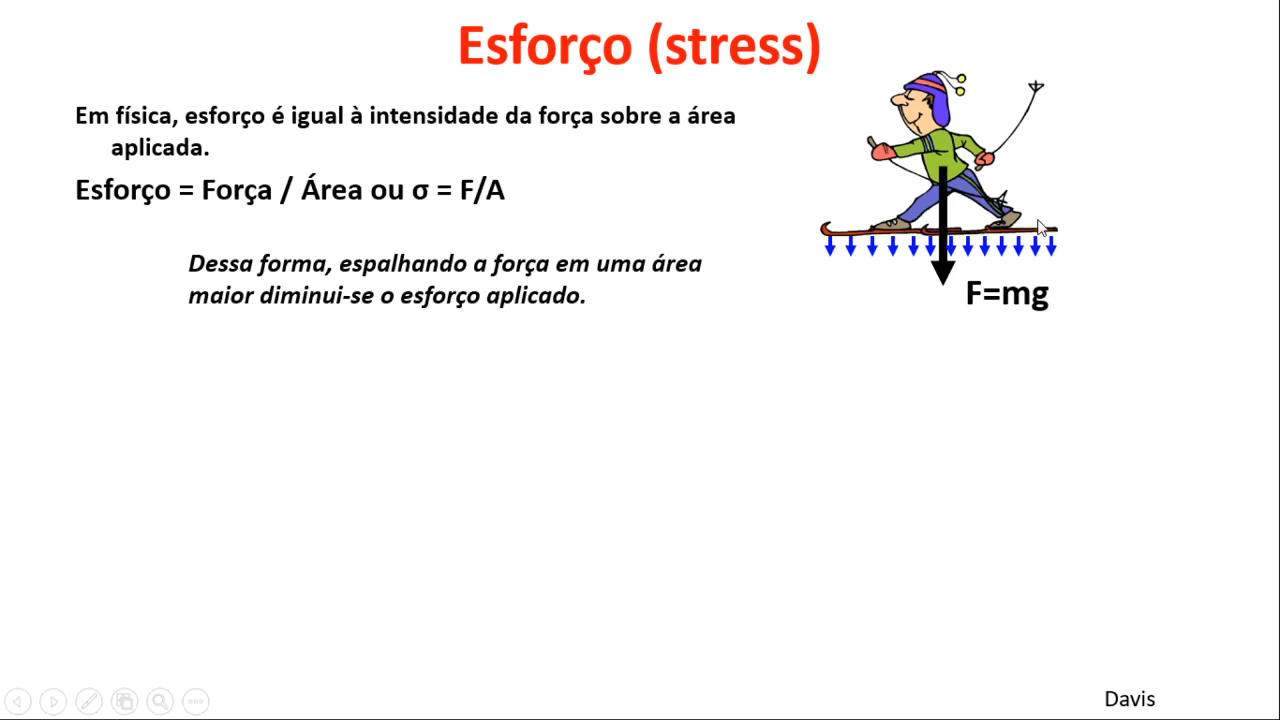 Esforço (stress)
Em física, esforço é igual à intensidade da força sobre a área
aplicada.
Esforço = Força / Área ou σ = F/A
Dessa forma, espalhando a força em uma área
maior diminui-se o esforço aplicado.
F=mg
Davis